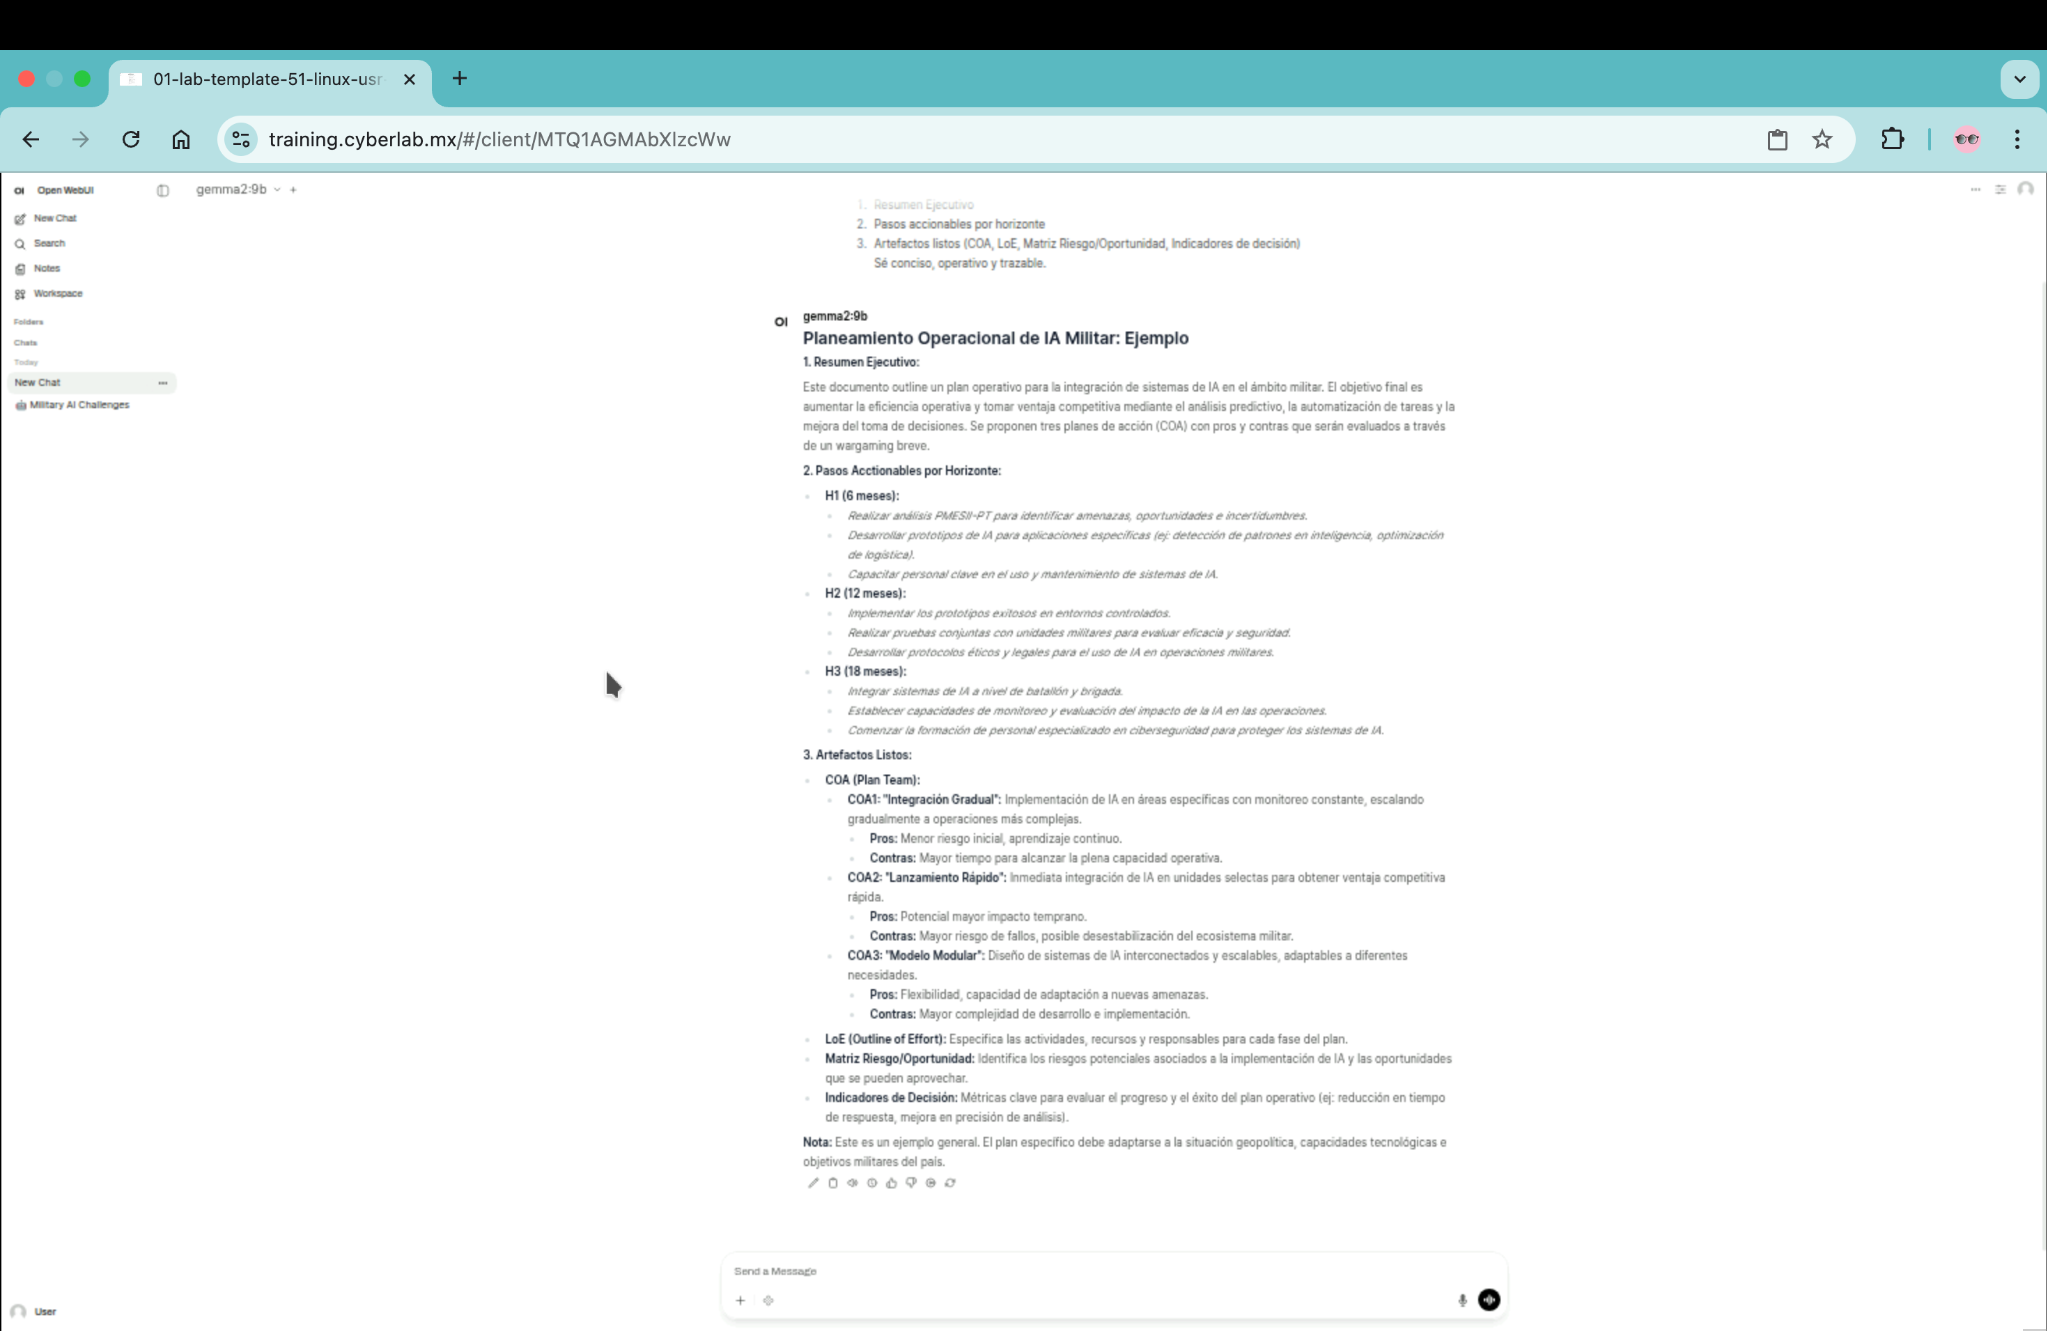 01-lab-template-51-linux-usr
training.cyberlab.mx/#/client/MTQ1AGMAbXIzcWw
OI Open WebUI
gemma2:9b
New Chat
Search
Notes
Workspace
Folders
Chats
Today
New Chat
Military AI Challenges
1. Resumen Ejecutivo
2. Pasos accionables por horizonte
3. Artefactos listos (COA, LoE, Matriz Riesgo/Oportunidad, Indicadores de decisión)
Sé conciso, operativo y trazable.
OI gemma2:9b
Planeamiento Operacional de IA Militar: Ejemplo
1. Resumen Ejecutivo:
Este documento outline un plan operativo para la integración de sistemas de IA en el ámbito militar. El objetivo final es
aumentar la eficiencia operativa y tomar ventaja competitiva mediante el análisis predictivo, la automatización de tareas y la
mejora del toma de decisiones. Se proponen tres planes de acción (COA) con pros y contras que serán evaluados a través
de un wargaming breve.
2. Pasos Acctionables por Horizonte:
H1 (6 meses):
Realizar análisis PMESII-PT para identificar amenazas, oportunidades e incertidumbres.
Desarrollar prototipos de IA para aplicaciones específicas (ej: detección de patrones en inteligencia, optimización
de logística).
Capacitar personal clave en el uso y mantenimiento de sistemas de IA.
H2 (12 meses):
Implementar los prototipos exitosos en entornos controlados.
Realizar pruebas conjuntas con unidades militares para evaluar eficacia y seguridad.
Desarrollar protocolos éticos y legales para el uso de IA en operaciones militares.
H3 (18 meses):
Integrar sistemas de IA a nivel de batallón y brigada.
Establecer capacidades de monitoreo y evaluación del impacto de la IA en las operaciones.
Comenzar la formación de personal especializado en ciberseguridad para proteger los sistemas de IA.
3. Artefactos Listos:
COA (Plan Team):
COA1: "Integración Gradual": Implementación de IA en áreas específicas con monitoreo constante, escalando
gradualmente a operaciones más complejas.
Pros: Menor riesgo inicial, aprendizaje continuo.
Contras: Mayor tiempo para alcanzar la plena capacidad operativa.
COA2: "Lanzamiento Rápido": Inmediata integración de IA en unidades selectas para obtener ventaja competitiva
rápida.
Pros: Potencial mayor impacto temprano.
Contras: Mayor riesgo de fallos, posible desestabilización del ecosistema militar.
COA3: "Modelo Modular": Diseño de sistemas de IA interconectados y escalables, adaptables a diferentes
necesidades.
Pros: Flexibilidad, capacidad de adaptación a nuevas amenazas.
Contras: Mayor complejidad de desarrollo e implementación.
LoE (Outline of Effort): Especifica las actividades, recursos y responsables para cada fase del plan.
Matriz Riesgo/Oportunidad: Identifica los riesgos potenciales asociados a la implementación de IA y las oportunidades
que se pueden aprovechar.
Indicadores de Decisión: Métricas clave para evaluar el progreso y el éxito del plan operativo (ej: reducción en tiempo
de respuesta, mejora en precisión de análisis).
Nota: Este es un ejemplo general. El plan específico debe adaptarse a la situación geopolítica, capacidades tecnológicas e
objetivos militares del país.
Send a Message
User